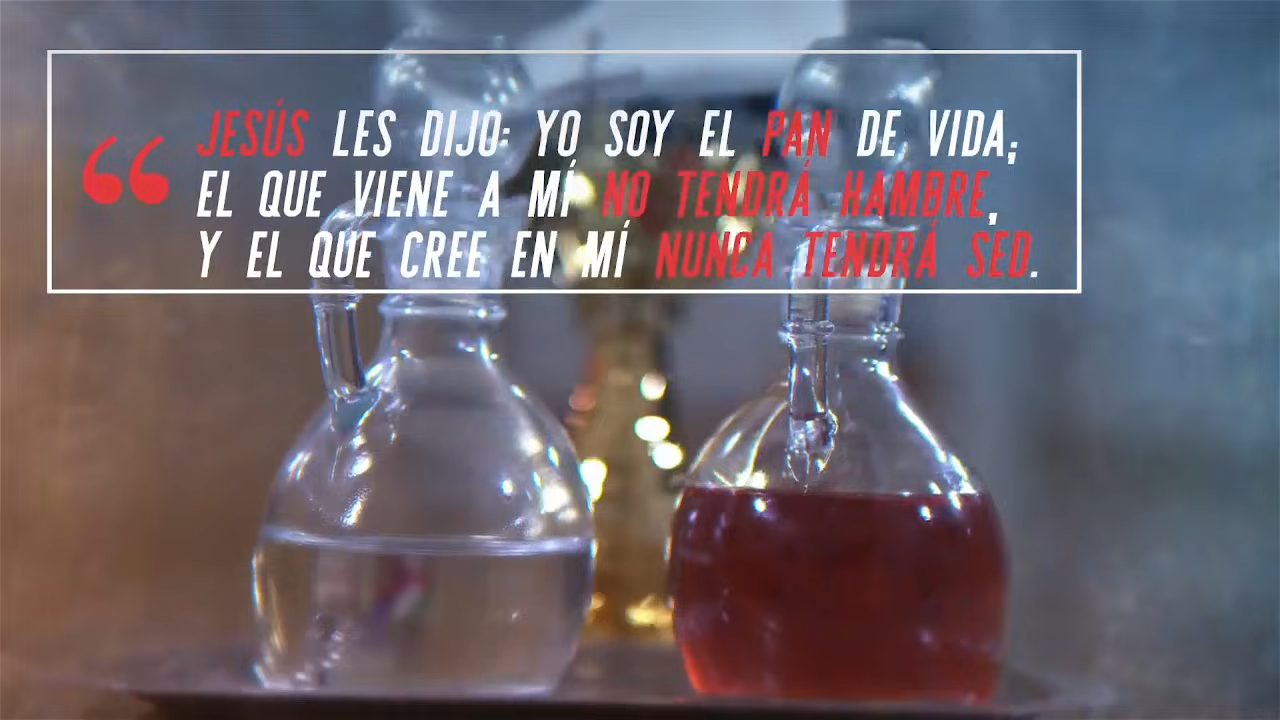 “ JESÚS LES DIJO: YO SOY EL PAN DE VIDA;
EL QUE VIENE A MÍ NO TENDRÁ HAMBRE,
Y EL QUE CREE EN MÍ NUNCA TENDRÁ SED.